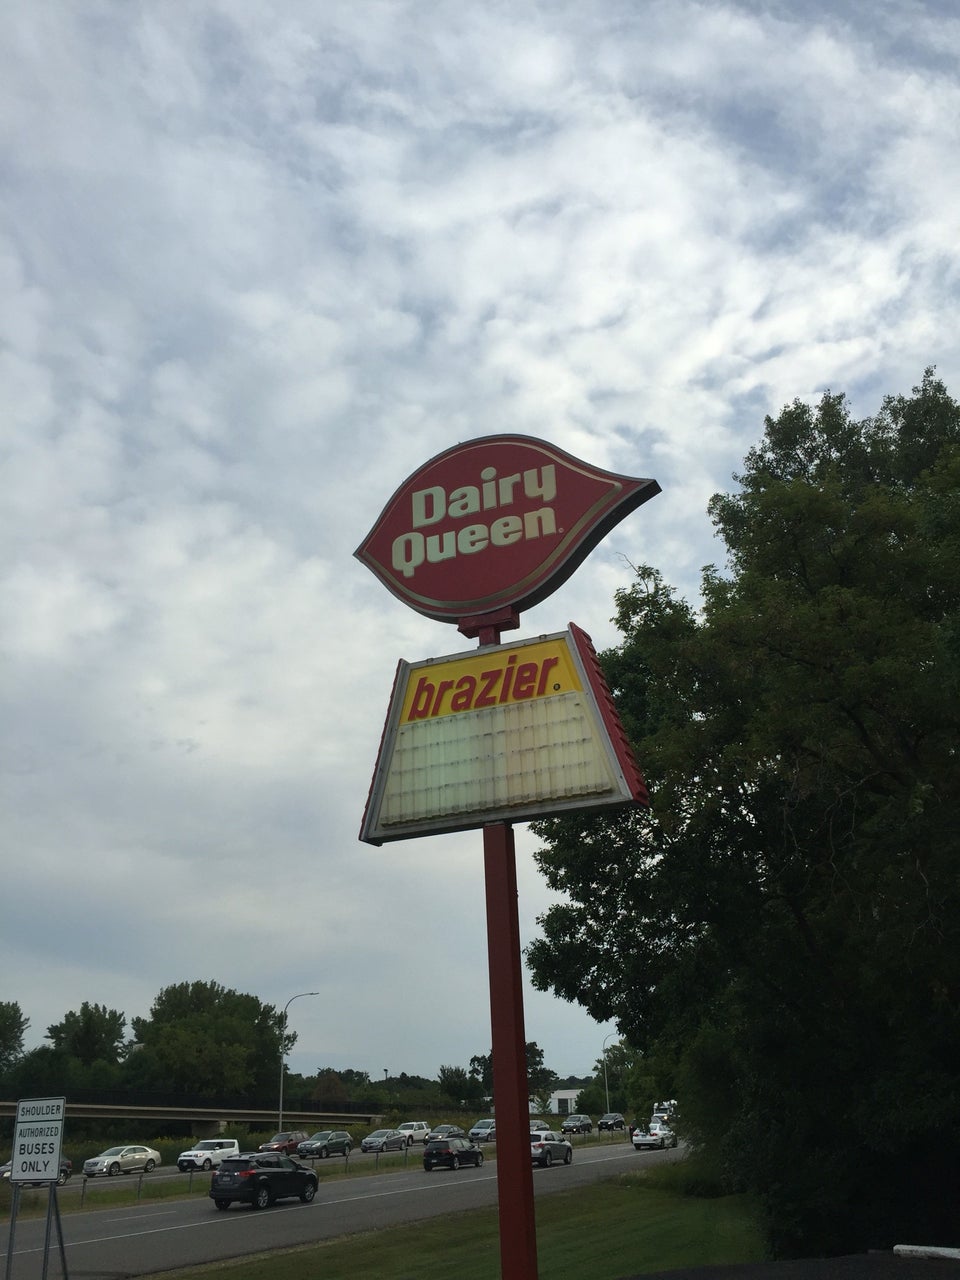 Dairy
Queen
brazier
SHOULDER
AUTHORIZED
BUSES
ONLY